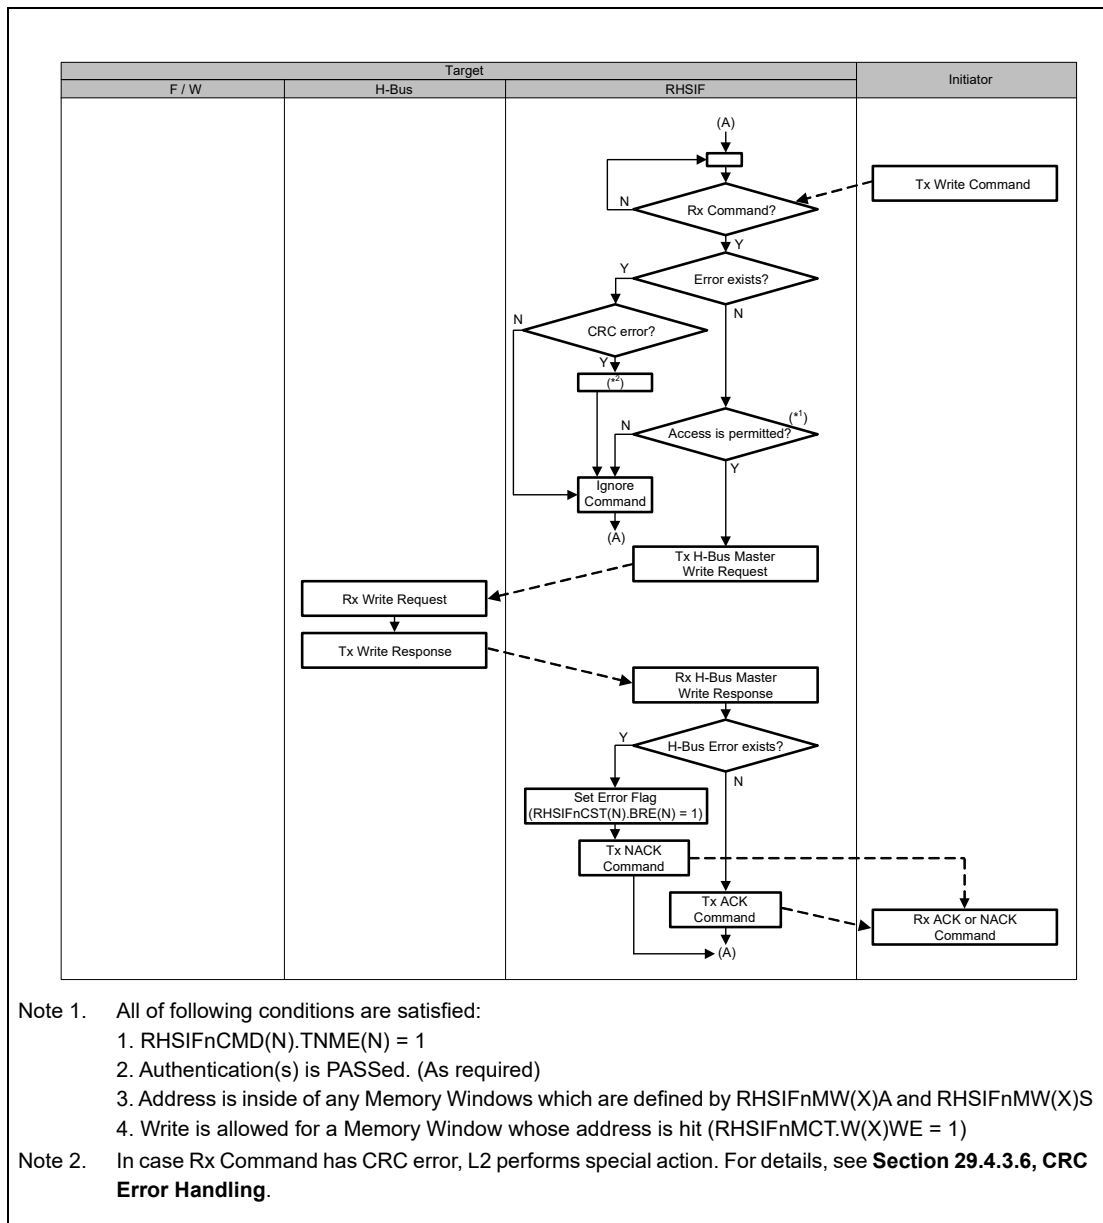 Target
Initiator
F / W
H-Bus
RHSIF
(A)
Tx Write Command
N
Rx Command?
Y
Y
Error exists?
N
N
CRC error?
Y
(*2)
(*1)
N
Access is permitted?
Y
Ignore
Command
(A)
Tx H-Bus Master
Write Request
Rx Write Request
Tx Write Response
Rx H-Bus Master
Write Response
Y
H-Bus Error exists?
N
Set Error Flag
(RHSIFnCST(N).BRE(N) = 1)
Tx NACK
Command
Tx ACK
Command
Rx ACK or NACK
Command
(A)
Note 1. All of following conditions are satisfied:
1. RHSIFnCMD(N).TNME(N) = 1
2. Authentication(s) is PASSed. (As required)
3. Address is inside of any Memory Windows which are defined by RHSIFnMW(X)A and RHSIFnMW(X)S
4. Write is allowed for a Memory Window whose address is hit (RHSIFnMCT.W(X)WE = 1)
Note 2. In case Rx Command has CRC error, L2 performs special action. For details, see Section 29.4.3.6, CRC
Error Handling.